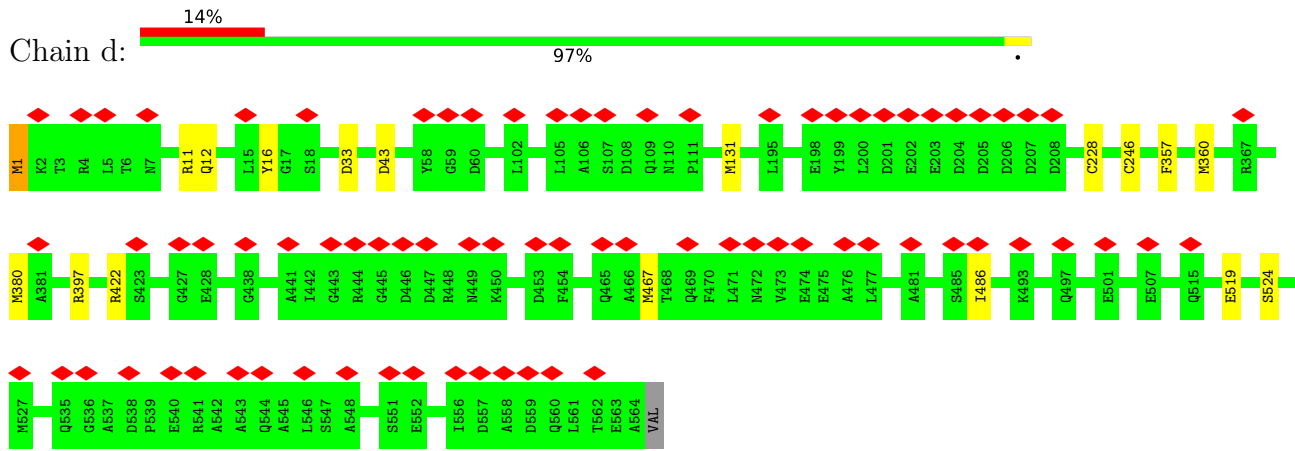 14%
Chain d:
97%
.
M1 K2 T3 R4 L5 T6 N7 R11 Q12 L15 Y16 G17 S18 D33 D43 Y58 G59 D60 L102 L105 A106 S107 D108 Q109 N110 P111 M131 L195 E198 Y199 L200 D201 E202 E203 D204 D205 D206 D207 D208 C228 C246 F357 M360 R367
M380 A381 R397 R422 S423 G427 E428 G438 A441 I442 G443 R444 G445 D446 D447 R448 N449 K450 D453 F454 Q465 A466 M467 T468 Q469 F470 L471 N472 V473 E474 E475 A476 L477 A481 S485 I486 K493 Q497 E501 E507 Q515 E519 S524
M527 Q535 G536 A537 D538 P539 E540 R541 A542 A543 Q544 A545 L546 S547 A548 S551 E552 I556 D557 A558 D559 Q560 L561 T562 E563 A564 VAL